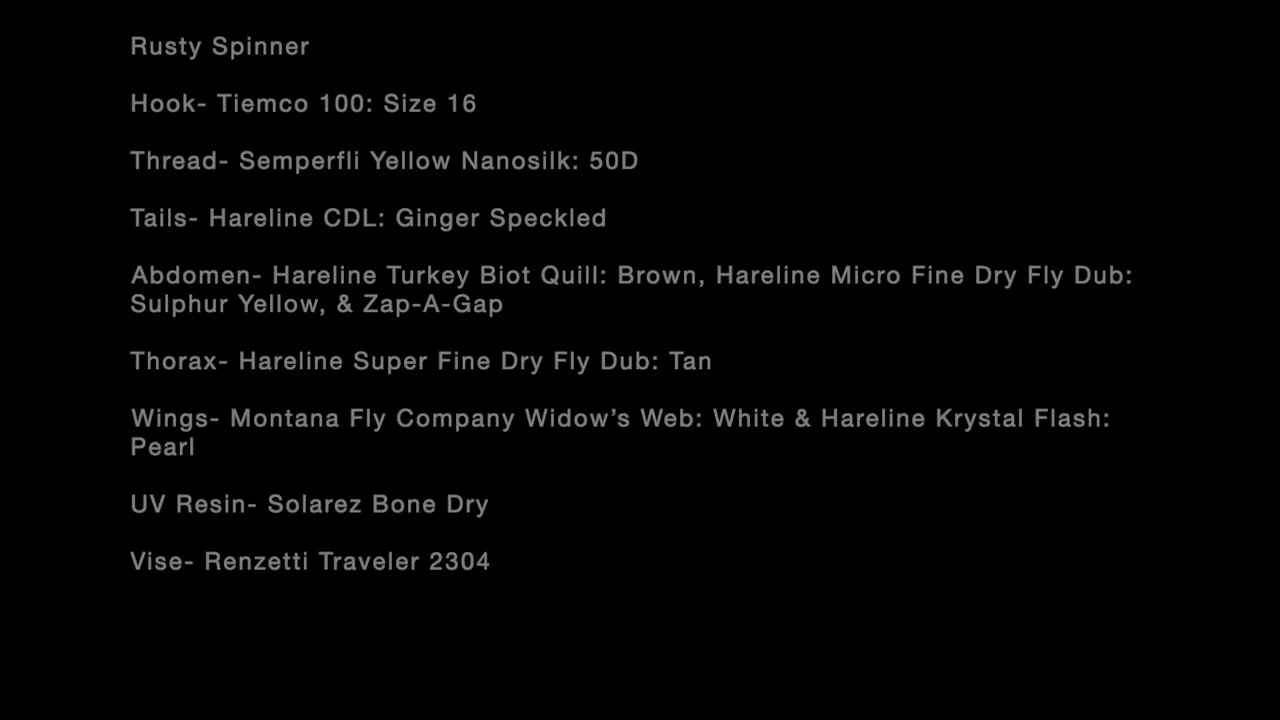 Rusty Spinner
Hook- Tiemco 100: Size 16
Thread- Semperfli Yellow Nanosilk: 50D
Tails- Hareline CDL: Ginger Speckled
Abdomen- Hareline Turkey Biot Quill: Brown, Hareline Micro Fine Dry Fly Dub:
Sulphur Yellow, & Zap-A-Gap
Thorax- Hareline Super Fine Dry Fly Dub: Tan
Wings- Montana Fly Company Widow’s Web: White & Hareline Krystal Flash:
Pearl
UV Resin- Solarez Bone Dry
Vise- Renzetti Traveler 2304